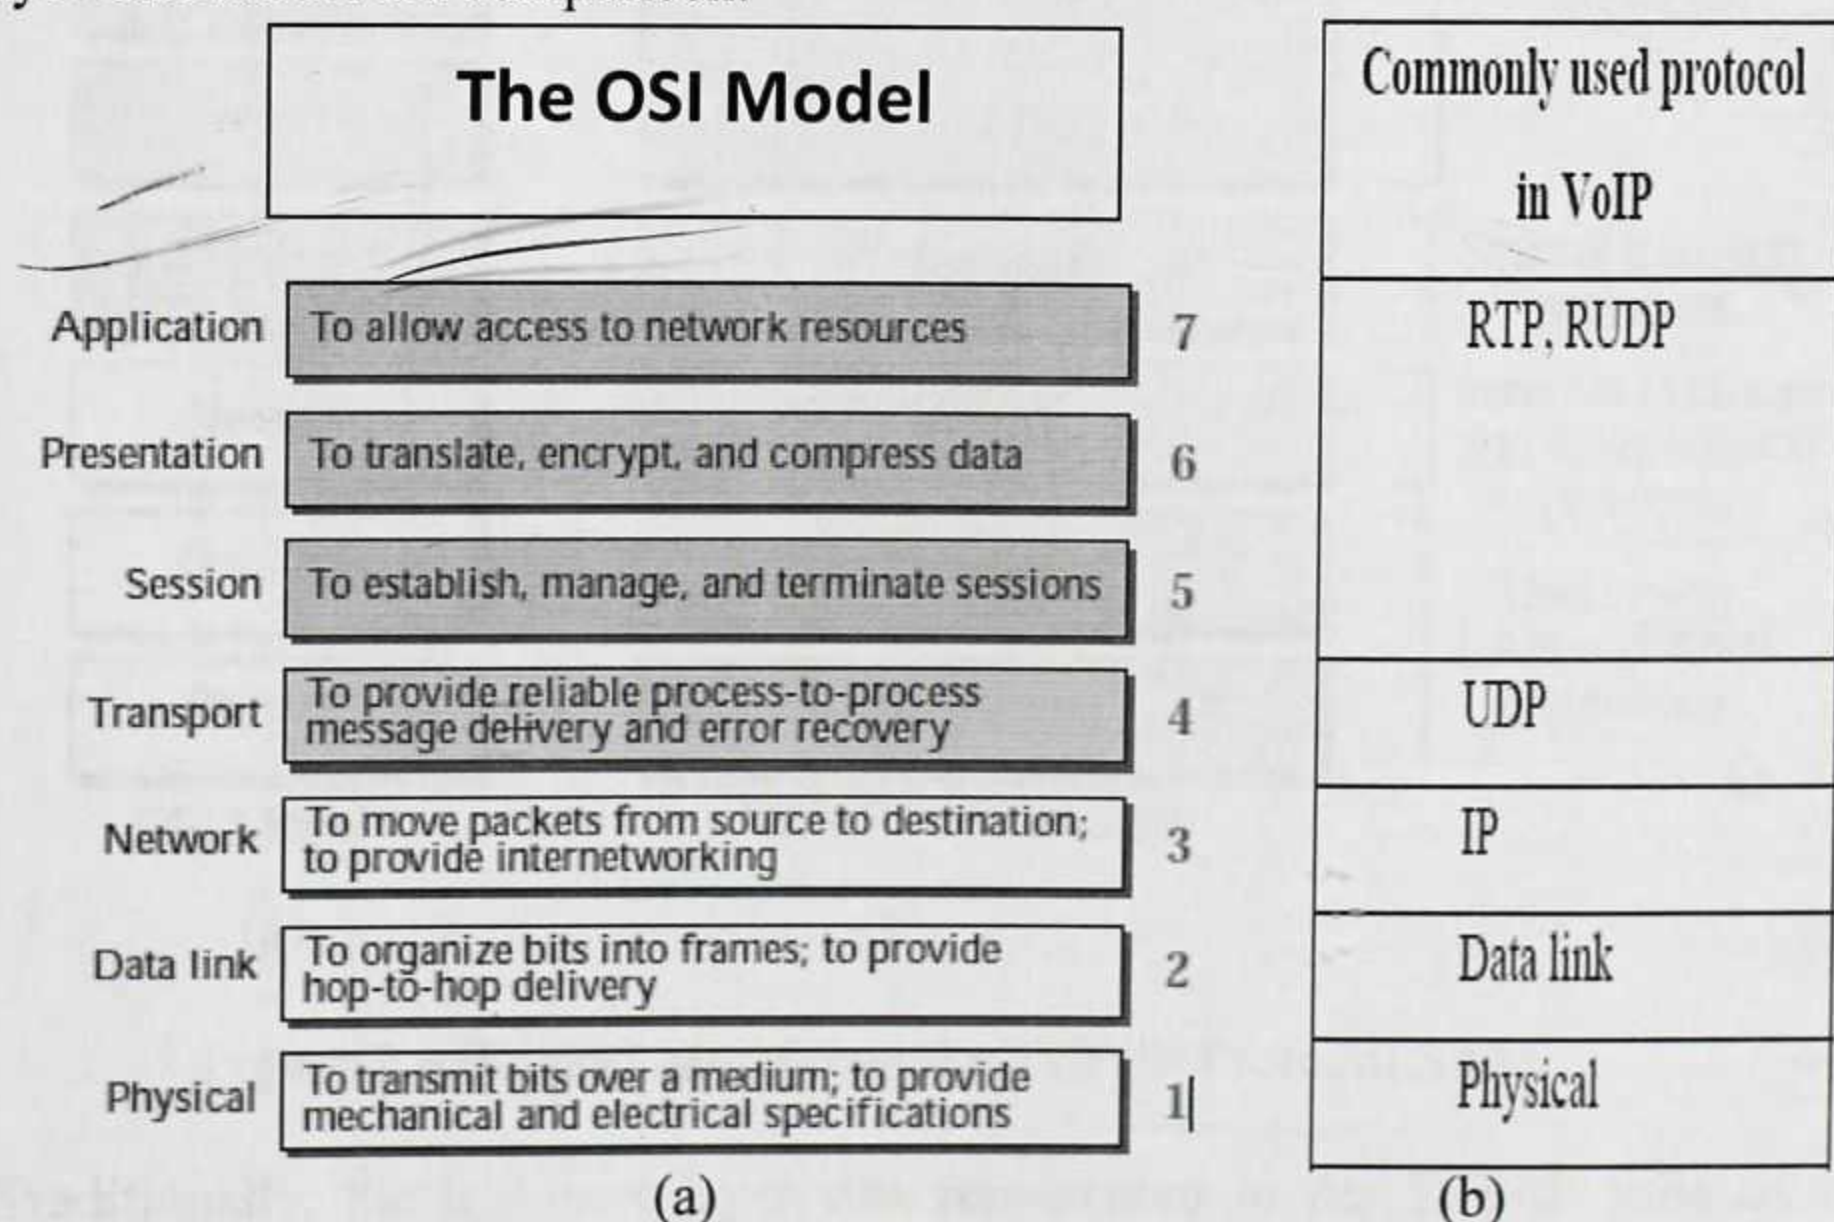 The OSI Model
Application
To allow access to network resources
7
Presentation
To translate, encrypt, and compress data
6
Session
To establish, manage, and terminate sessions
5
Transport
To provide reliable process-to-process
message delivery and error recovery
4
Network
To move packets from source to destination;
to provide internetworking
3
Data link
To organize bits into frames; to provide
hop-to-hop delivery
2
Physical
To transmit bits over a medium; to provide
mechanical and electrical specifications
1
(a)
Commonly used protocol
in VoIP
RTP, RUDP
UDP
IP
Data link
Physical
(b)